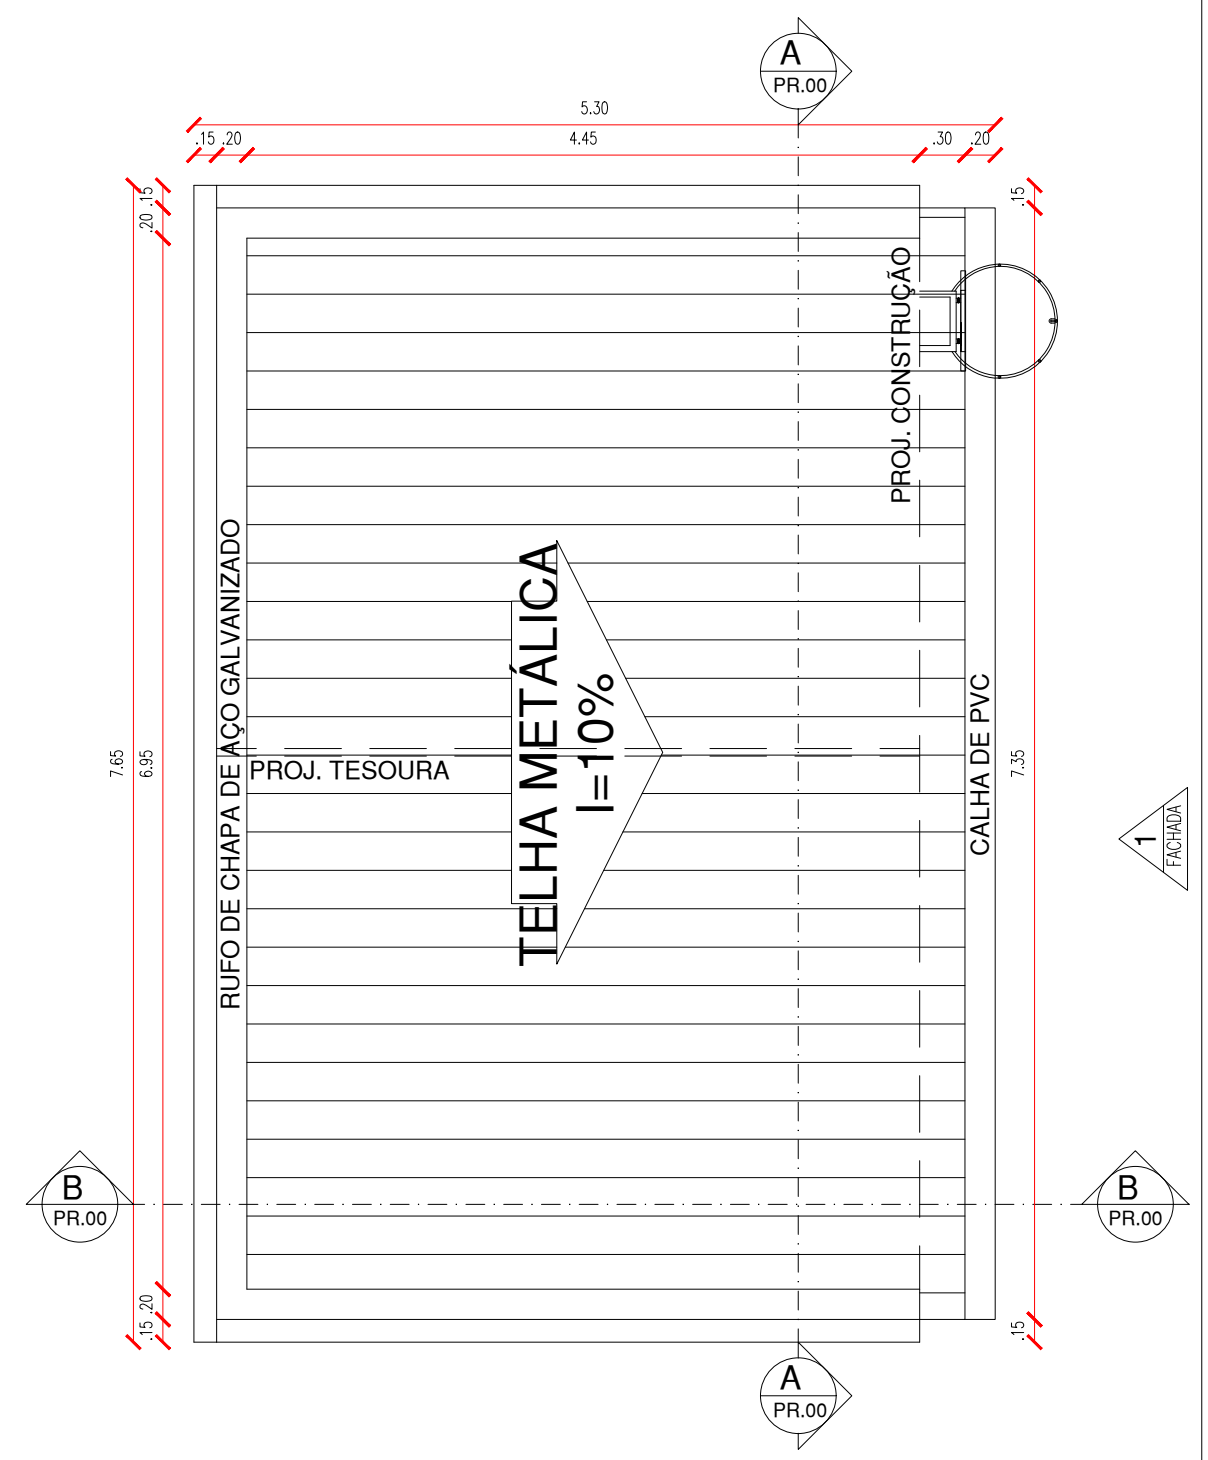 A
PR.00
5.30
.15
.20
4.45
.30
.20
.15
.20
.15
PROJ. CONSTRUÇÃO
RUFO DE CHAPA DE AÇO GALVANIZADO
TELHA METÁLICA
I=10%
PROJ. TESOURA
CALHA DE PVC
7.65
6.95
7.35
1
FACHADA
B
PR.00
B
PR.00
.20
.15
.15
A
PR.00